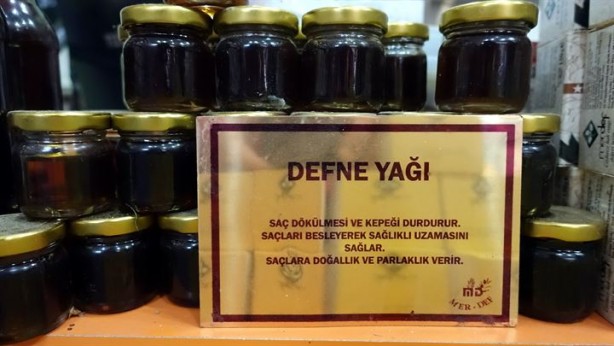 DEFNE YAĞI
SAÇ DÖKÜLMESİ VE KEPEĞİ DURDURUR.
SAÇLARI BESLEYEREK SAĞLIKLI UZAMASINI
SAĞLAR.
SAÇLARA DOĞALLIK VE PARLAKLIK VERİR.
MD
MER - DEF